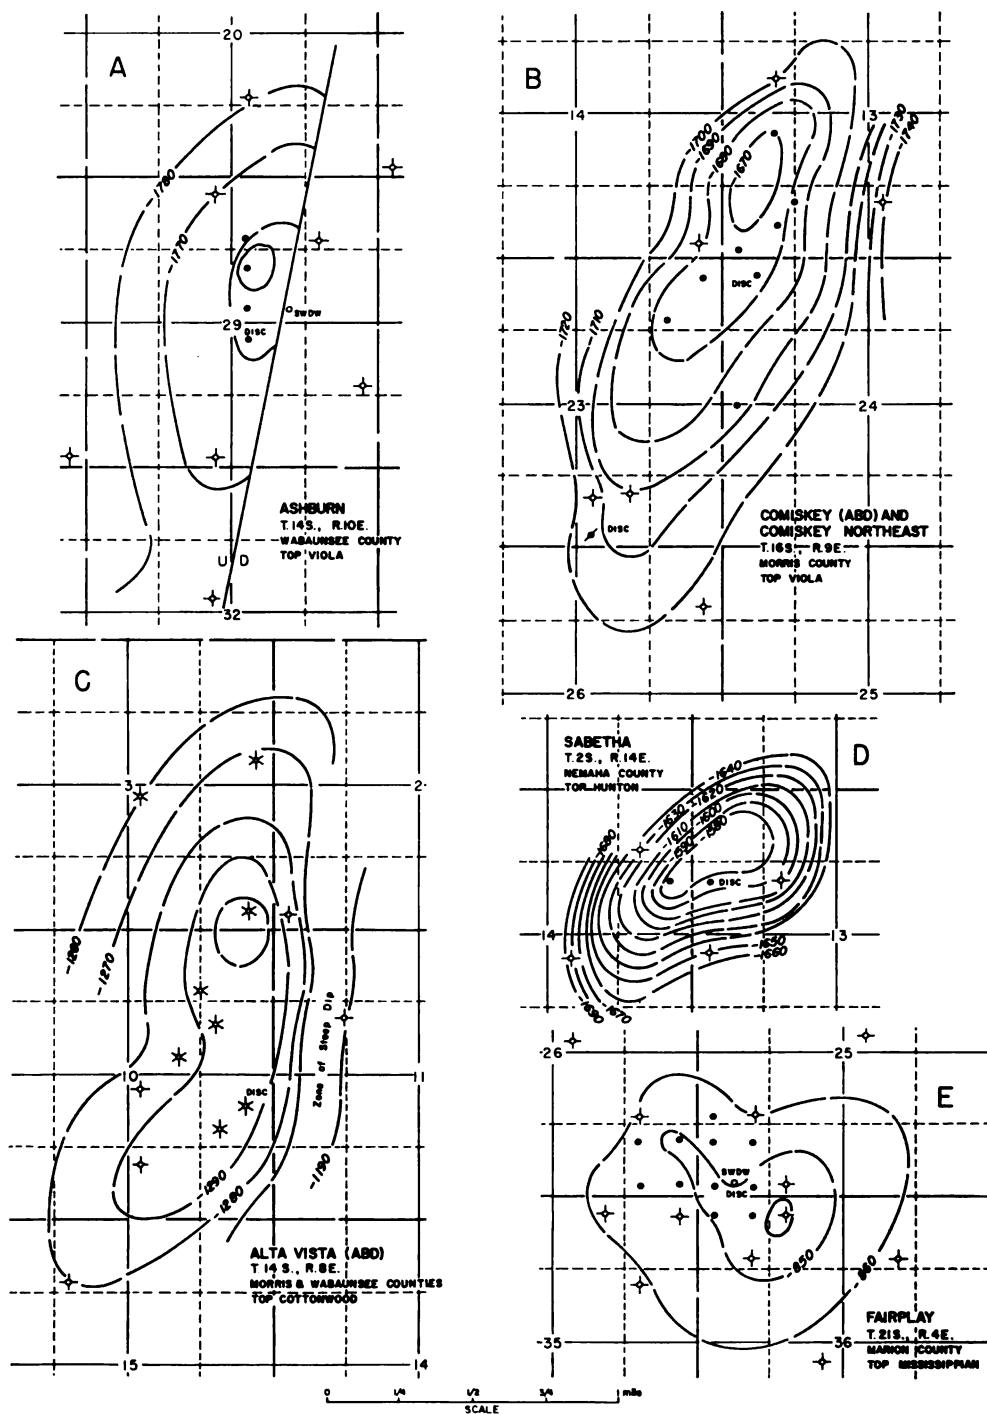 A
20
-1780
-1770
29
DISC
SWDW
ASHBURN
T. 14 S., R. 10 E.
WABAUNSEE COUNTY
TOP VIOLA
U D
32
B
14
13
-1700
-1690
-1680
-1670
-1730
-1740
DISC
-1720
-1710
23
24
DISC
COMISKEY (ABD) AND
COMISKEY NORTHEAST
T. 16 S., R. 9 E.
MORRIS COUNTY
TOP VIOLA
26
25
C
3
2
-1260
-1270
Zone of Steep Dip
10
11
DISC
-1290
-1280
-1190
ALTA VISTA (ABD)
T 14 S., R. 8 E.
MORRIS & WABAUNSEE COUNTIES
TOP COTTONWOOD
15
14
SABETHA
T. 2 S., R. 14 E.
NEMAHA COUNTY
TOP HUNTON
D
-1640
-1630
-1620
-1610
-1600
-1590
-1580
-1680
DISC
14
13
-1650
-1660
-1690
-1670
26
25
E
SWDW
DISC
-850
-860
FAIRPLAY
T. 21 S., R. 4 E.
MARION COUNTY
TOP MISSISSIPPIAN
35
36
0 1/4 1/2 3/4 mile
SCALE